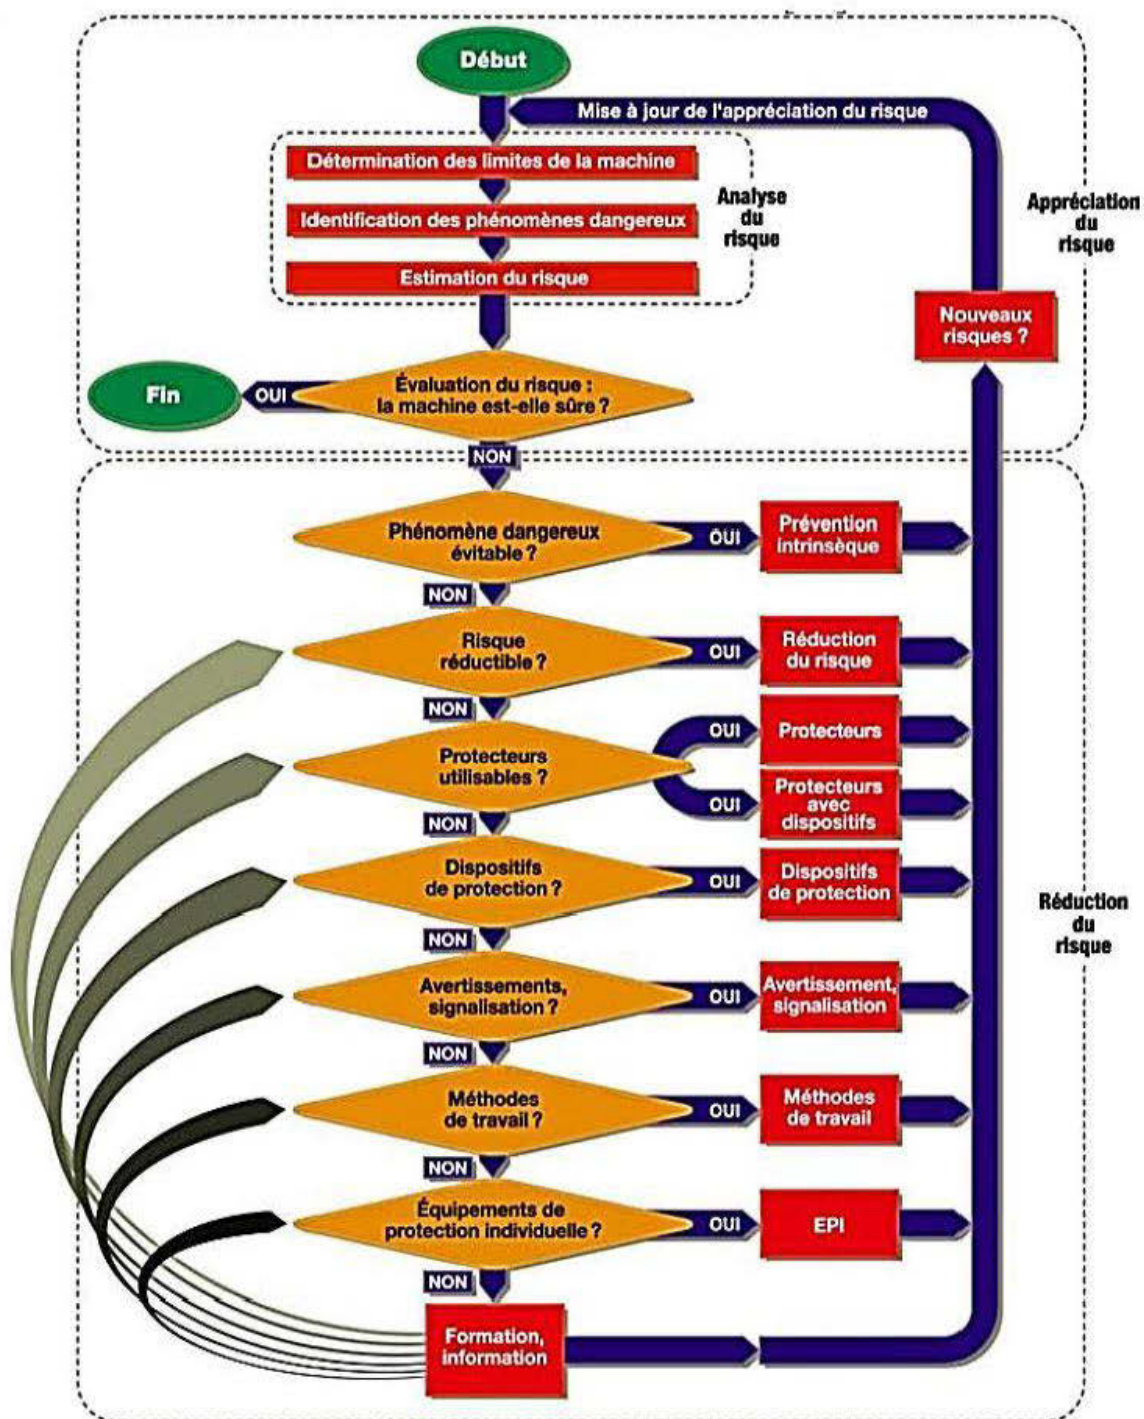 Début
Mise à jour de l'appréciation du risque
Détermination des limites de la machine
Identification des phénomènes dangereux
Estimation du risque
Analyse
du
risque
Appréciation
du
risque
Nouveaux
risques ?
Évaluation du risque :
la machine est-elle sûre ?
OUI
Fin
NON
Phénomène dangereux
évitable ?
OUI
Prévention
intrinsèque
NON
Risque
réductible ?
OUI
Réduction
du risque
NON
Protecteurs
utilisables ?
OUI
Protecteurs
OUI
Protecteurs
avec
dispositifs
NON
Dispositifs
de protection ?
OUI
Dispositifs
de protection
Réduction
du
risque
NON
Avertissements,
signalisation ?
OUI
Avertissement,
signalisation
NON
Méthodes
de travail ?
OUI
Méthodes
de travail
NON
Équipements de
protection individuelle ?
OUI
EPI
NON
Formation,
information